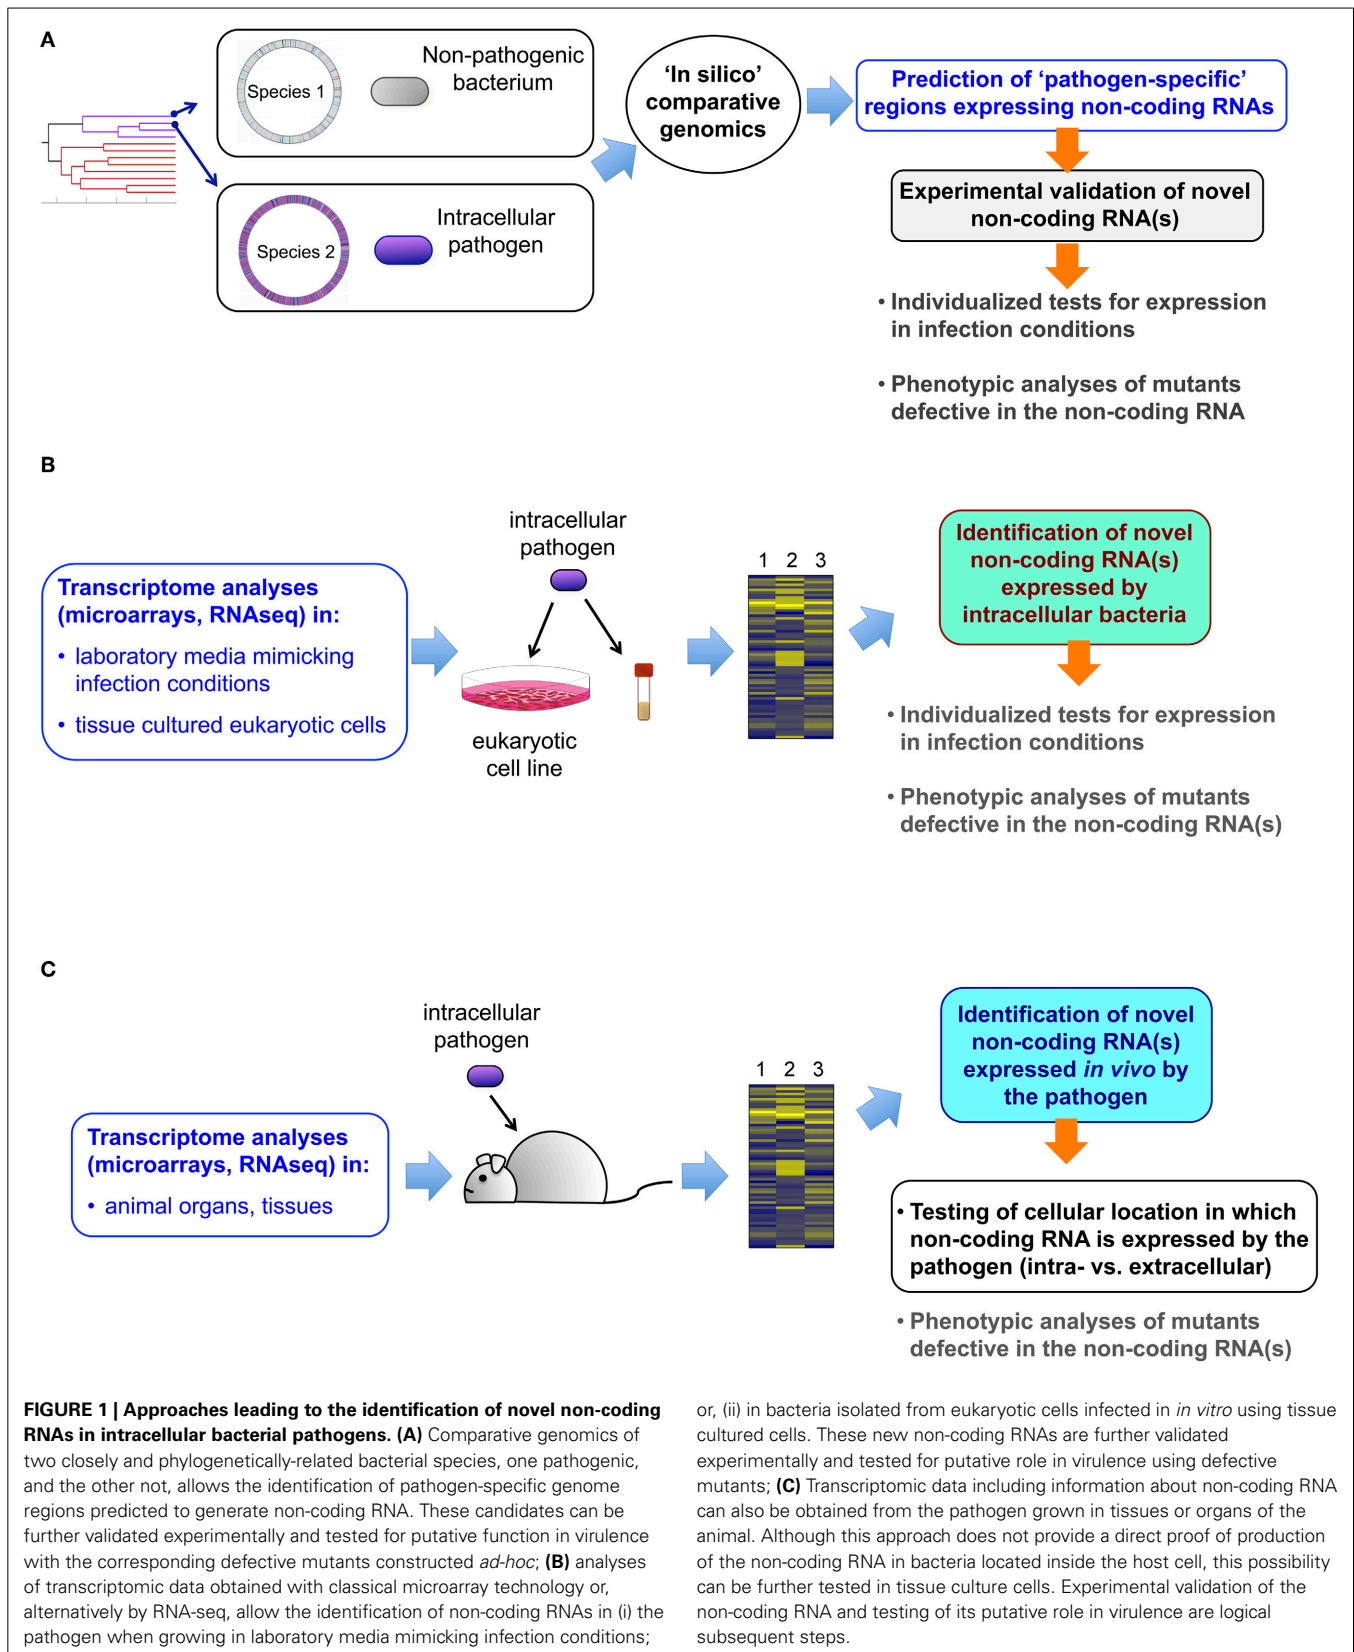 A
Species 1
Non-pathogenic
bacterium
Species 2
Intracellular
pathogen
‘In silico’
comparative
genomics
Prediction of ‘pathogen-specific’
regions expressing non-coding RNAs
Experimental validation of novel
non-coding RNA(s)
• Individualized tests for expression
in infection conditions
• Phenotypic analyses of mutants
defective in the non-coding RNA
B
Transcriptome analyses
(microarrays, RNAseq) in:
• laboratory media mimicking
infection conditions
• tissue cultured eukaryotic cells
intracellular
pathogen
eukaryotic
cell line
1 2 3
Identification of novel
non-coding RNA(s)
expressed by
intracellular bacteria
• Individualized tests for expression
in infection conditions
• Phenotypic analyses of mutants
defective in the non-coding RNA(s)
C
Transcriptome analyses
(microarrays, RNAseq) in:
• animal organs, tissues
intracellular
pathogen
1 2 3
Identification of novel
non-coding RNA(s)
expressed in vivo by
the pathogen
• Testing of cellular location in which
non-coding RNA is expressed by the
pathogen (intra- vs. extracellular)
• Phenotypic analyses of mutants
defective in the non-coding RNA(s)
FIGURE 1 | Approaches leading to the identification of novel non-coding
RNAs in intracellular bacterial pathogens. (A) Comparative genomics of
two closely and phylogenetically-related bacterial species, one pathogenic,
and the other not, allows the identification of pathogen-specific genome
regions predicted to generate non-coding RNA. These candidates can be
further validated experimentally and tested for putative function in virulence
with the corresponding defective mutants constructed ad-hoc; (B) analyses
of transcriptomic data obtained with classical microarray technology or,
alternatively by RNA-seq, allow the identification of non-coding RNAs in (i) the
pathogen when growing in laboratory media mimicking infection conditions;
or, (ii) in bacteria isolated from eukaryotic cells infected in in vitro using tissue
cultured cells. These new non-coding RNAs are further validated
experimentally and tested for putative role in virulence using defective
mutants; (C) Transcriptomic data including information about non-coding RNA
can also be obtained from the pathogen grown in tissues or organs of the
animal. Although this approach does not provide a direct proof of production
of the non-coding RNA in bacteria located inside the host cell, this possibility
can be further tested in tissue culture cells. Experimental validation of the
non-coding RNA and testing of its putative role in virulence are logical
subsequent steps.